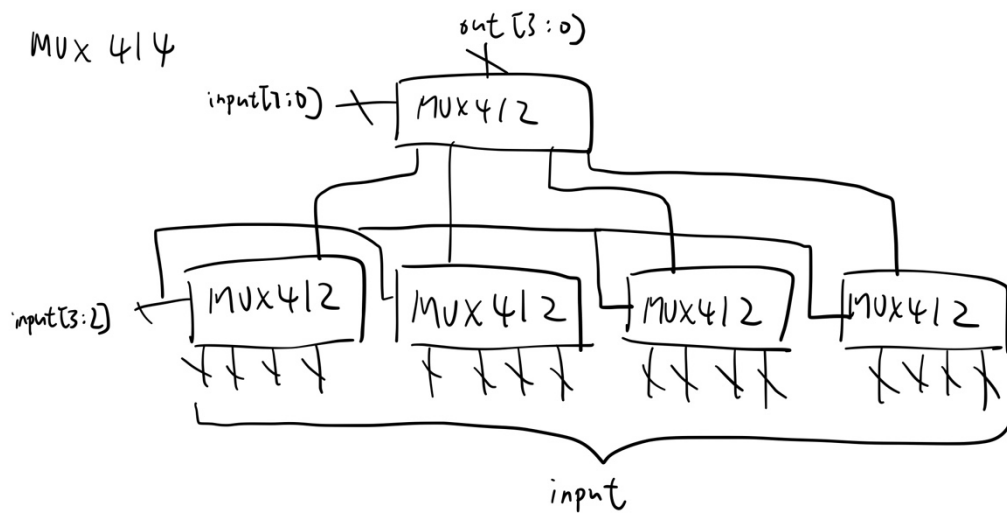 MUX 414
out [3:0)
input[1:0)
MUX412
input[3:2]
MUX412
MUX412
MUX412
MUX412
input